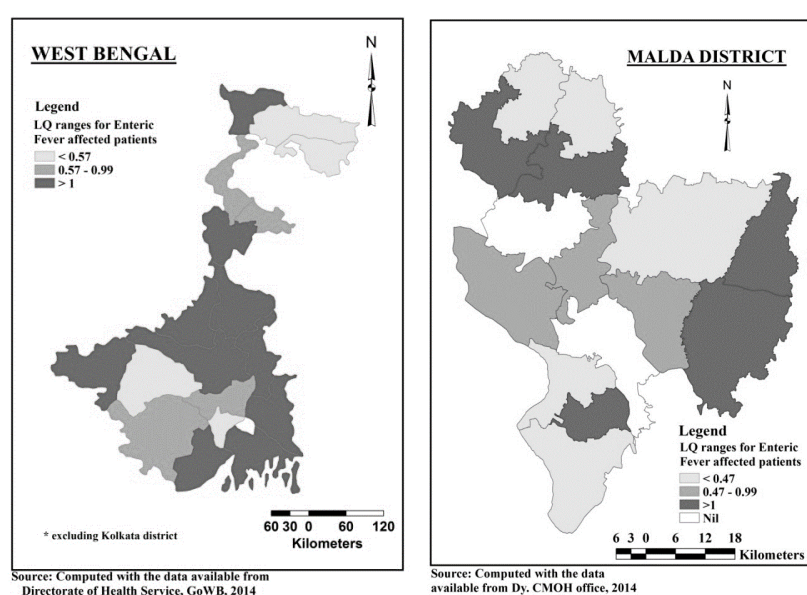 WEST BENGAL
N
Legend
LQ ranges for Enteric
Fever affected patients
< 0.57
0.57 - 0.99
> 1
60 30 0 60 120
Kilometers
* excluding Kolkata district
Source: Computed with the data available from
Directorate of Health Service, GoWB, 2014
MALDA DISTRICT
N
Legend
LQ ranges for Enteric
Fever affected patients
< 0.47
0.47 - 0.99
>1
Nil
6 3 0 6 12 18
Kilometers
Source: Computed with the data
available from Dy. CMOH office, 2014